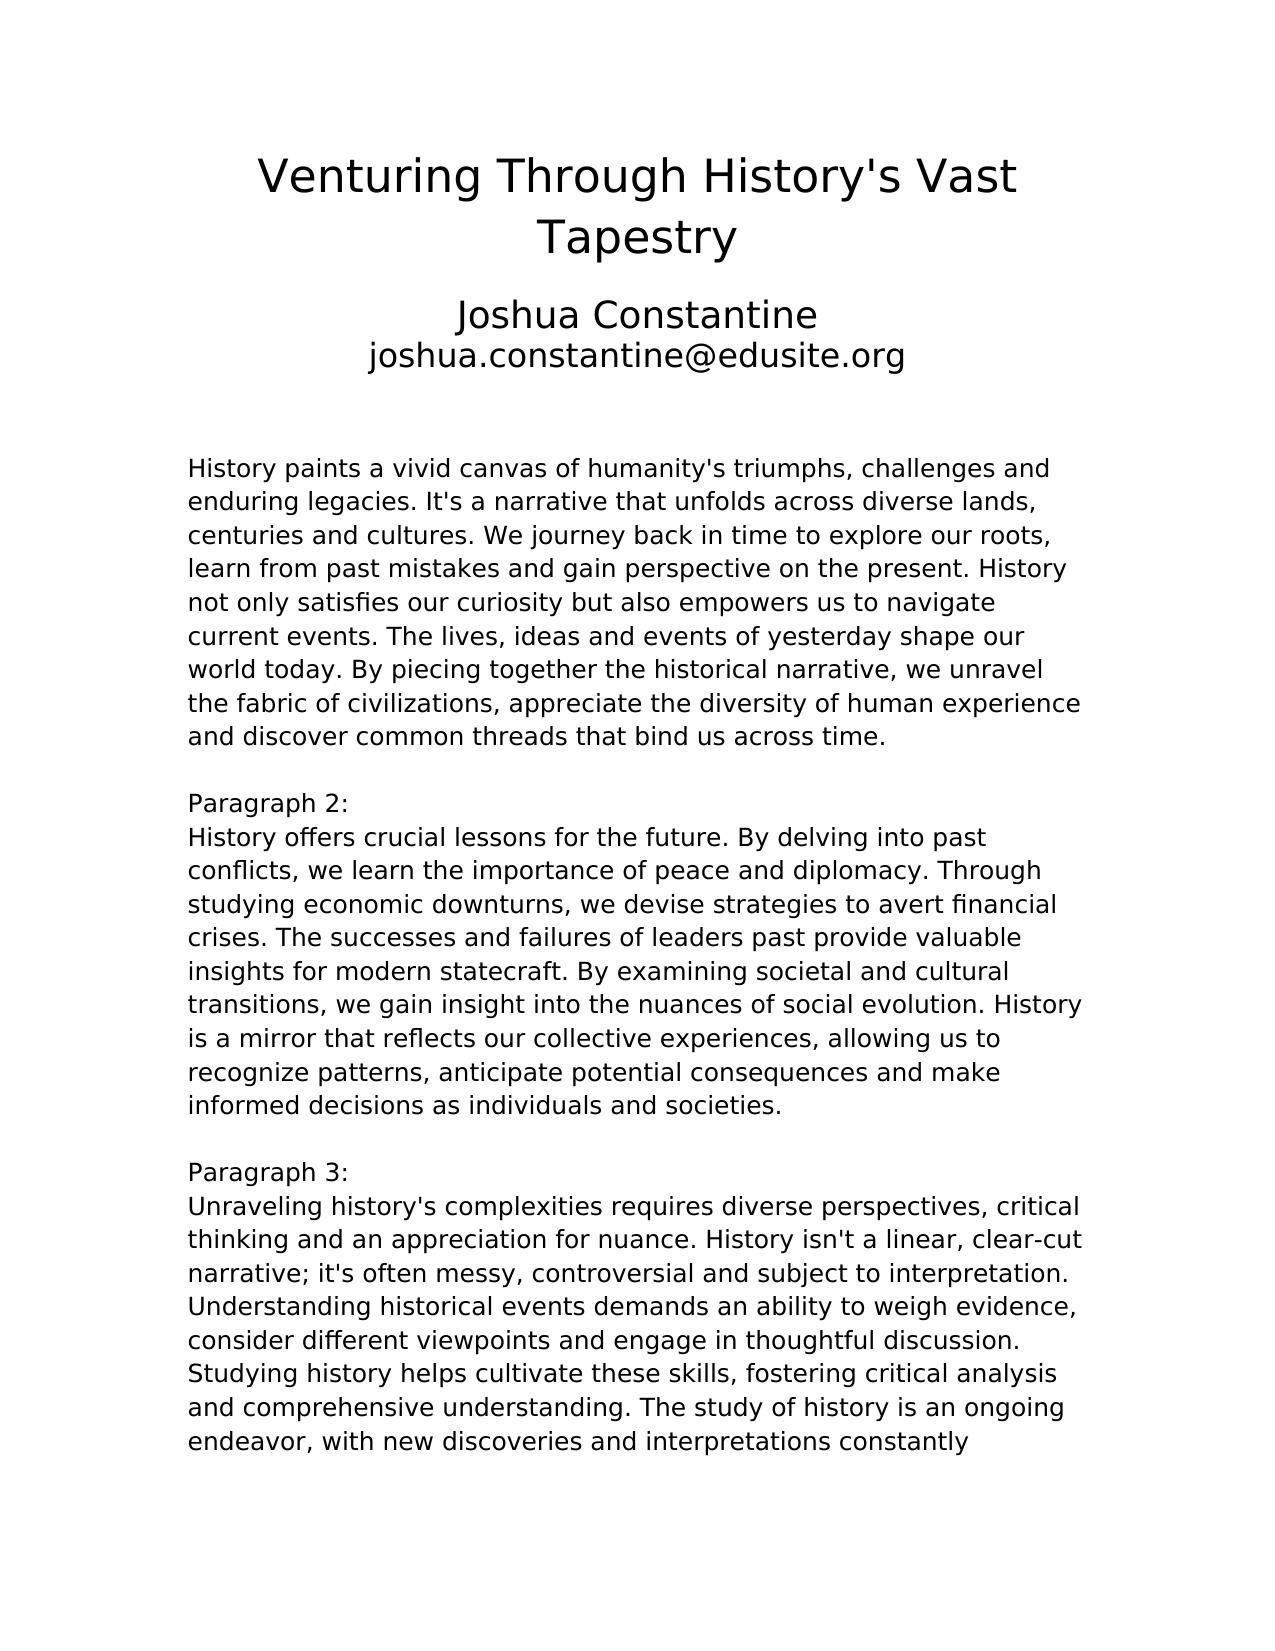 Venturing Through History's Vast
Tapestry
Joshua Constantine
joshua.constantine@edusite.org
History paints a vivid canvas of humanity's triumphs, challenges and
enduring legacies. It's a narrative that unfolds across diverse lands,
centuries and cultures. We journey back in time to explore our roots,
learn from past mistakes and gain perspective on the present. History
not only satisfies our curiosity but also empowers us to navigate
current events. The lives, ideas and events of yesterday shape our
world today. By piecing together the historical narrative, we unravel
the fabric of civilizations, appreciate the diversity of human experience
and discover common threads that bind us across time.
Paragraph 2:
History offers crucial lessons for the future. By delving into past
conflicts, we learn the importance of peace and diplomacy. Through
studying economic downturns, we devise strategies to avert financial
crises. The successes and failures of leaders past provide valuable
insights for modern statecraft. By examining societal and cultural
transitions, we gain insight into the nuances of social evolution. History
is a mirror that reflects our collective experiences, allowing us to
recognize patterns, anticipate potential consequences and make
informed decisions as individuals and societies.
Paragraph 3:
Unraveling history's complexities requires diverse perspectives, critical
thinking and an appreciation for nuance. History isn't a linear, clear-cut
narrative; it's often messy, controversial and subject to interpretation.
Understanding historical events demands an ability to weigh evidence,
consider different viewpoints and engage in thoughtful discussion.
Studying history helps cultivate these skills, fostering critical analysis
and comprehensive understanding. The study of history is an ongoing
endeavor, with new discoveries and interpretations constantly